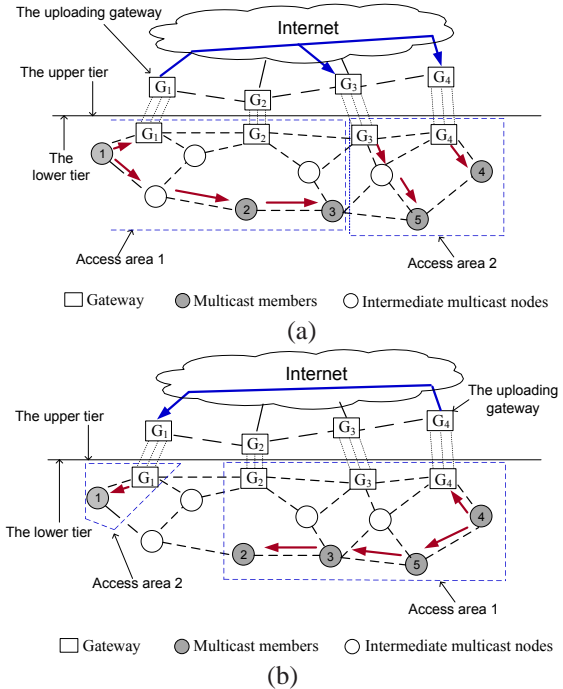 The uploading gateway
Internet
The upper tier
G1
G2
G3
G4
The lower tier
G1
G2
G3
G4
1
2
3
4
5
Access area 1
Access area 2
Gateway
Multicast members
Intermediate multicast nodes
(a)
Internet
The uploading
gateway
The upper tier
G1
G2
G3
G4
G1
G2
G3
G4
1
2
3
4
5
The lower tier
Access area 2
Access area 1
Gateway
Multicast members
Intermediate multicast nodes
(b)